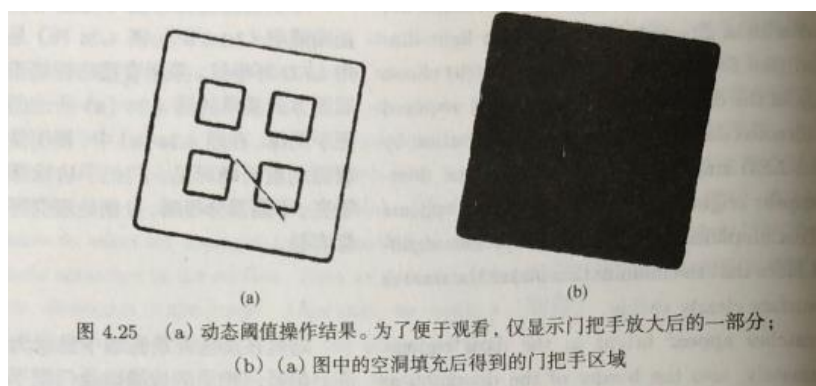 (a)
(b)
图 4.25 (a) 动态阈值操作结果。为了便于观看，仅显示门把手放大后的一部分；
(b) (a) 图中的空洞填充后得到的门把手区域